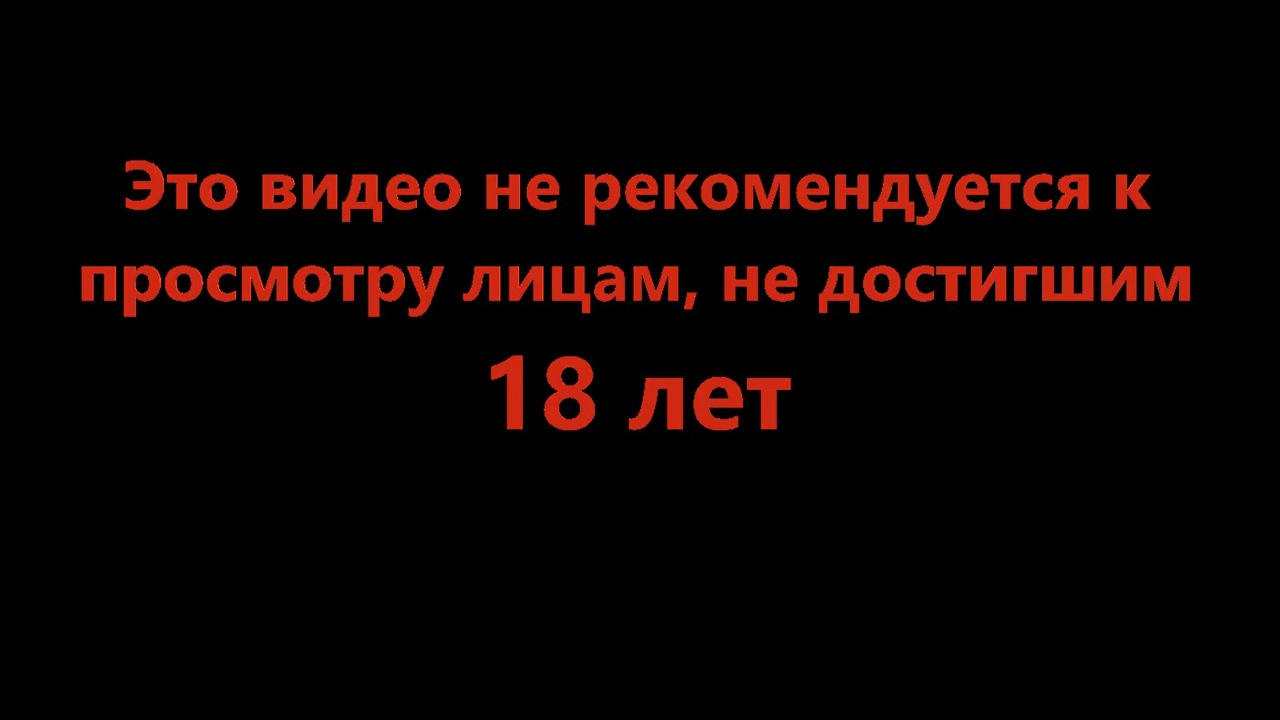 Это видео не рекомендуется к
просмотру лицам, не достигшим
18 лет